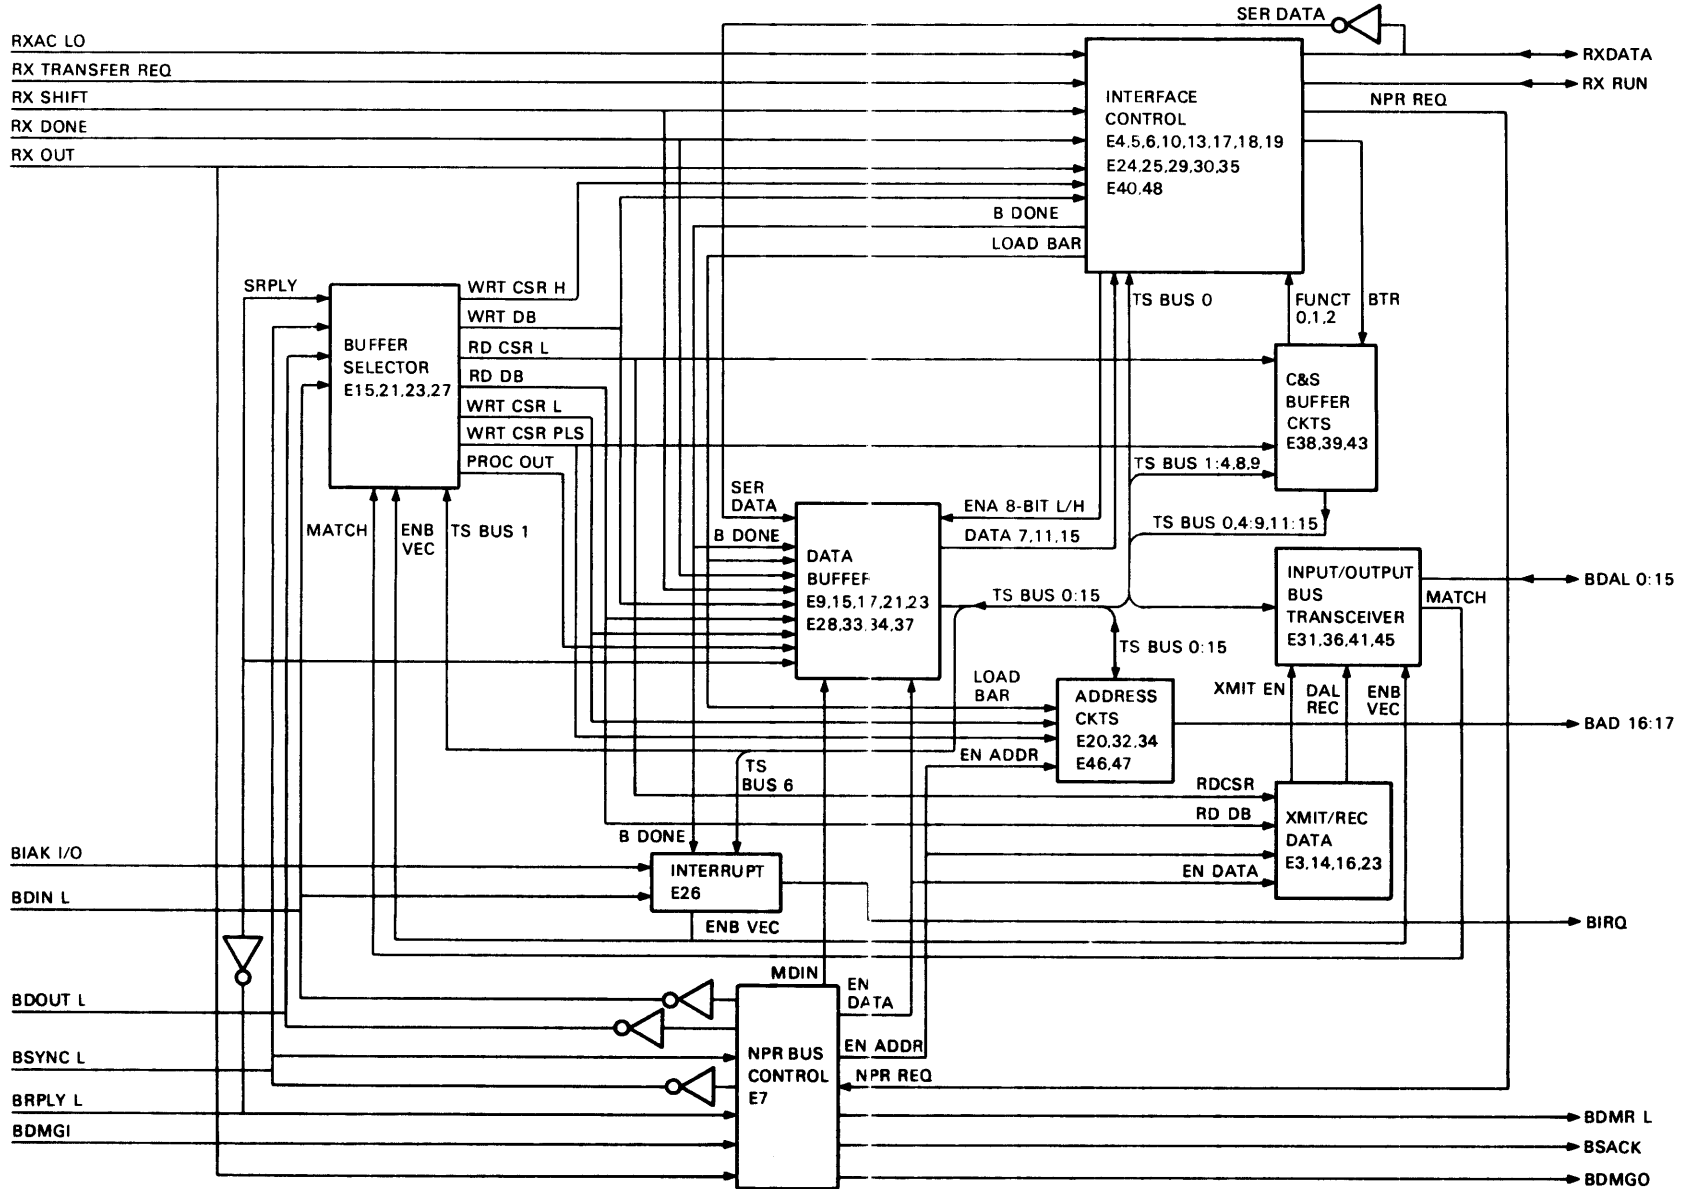 SER DATA
RXAC LO
RX TRANSFER REQ
RX SHIFT
RX DONE
RX OUT
INTERFACE
CONTROL
E4,5,6,10,13,17,18,19
E24,25,29,30,35
E40,48
RXDATA
RX RUN
NPR REQ
B DONE
LOAD BAR
SRPLY
BUFFER
SELECTOR
E15,21,23,27
WRT CSR H
WRT DB
RD CSR L
RD DB
WRT CSR L
WRT CSR PLS
PROC OUT
TS BUS 0
FUNCT
0,1,2
BTR
C&S
BUFFER
CKTS
E38,39,43
TS BUS 1:4,8,9
TS BUS 0,4:9,11:15
MATCH
ENB
VEC
TS BUS 1
SER
DATA
B DONE
ENA 8-BIT L/H
DATA 7,11,15
DATA
BUFFER
E9,15,17,21,23
E28,33,34,37
TS BUS 0:15
INPUT/OUTPUT
BUS
TRANSCEIVER
E31,36,41,45
BDAL 0:15
MATCH
TS BUS 0:15
LOAD
BAR
ADDRESS
CKTS
E20,32,34
E46,47
XMIT EN
DAL
REC
ENB
VEC
BAD 16:17
EN ADDR
TS
BUS 6
RDCSR
RD DB
XMIT/REC
DATA
E3,14,16,23
EN DATA
B DONE
BIAK I/O
INTERRUPT
E26
BDIN L
ENB VEC
BIRQ
MDIN
EN
DATA
BDOUT L
BSYNC L
NPR BUS
CONTROL
E7
EN ADDR
NPR REQ
BRPLY L
BDMGI
BDMR L
BSACK
BDMGO